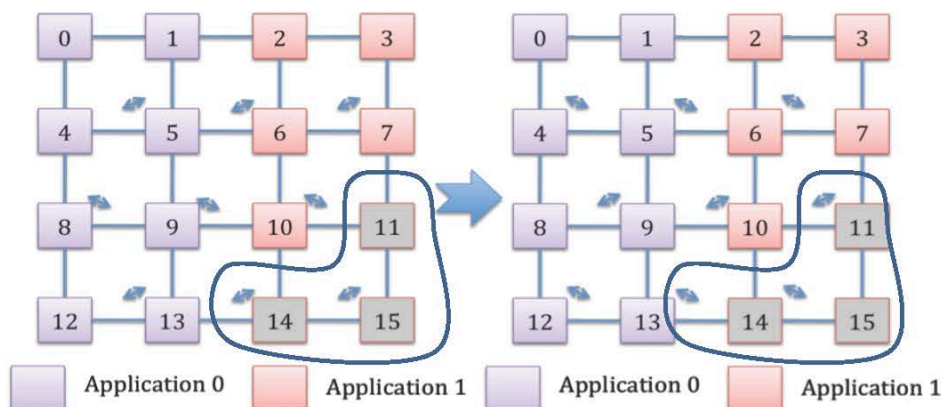 0 1 2 3 0 1 2 3
4 5 6 7 4 5 6 7
8 9 10 11 8 9 10 11
12 13 14 15 12 13 14 15
Application 0 Application 1 Application 0 Application 1